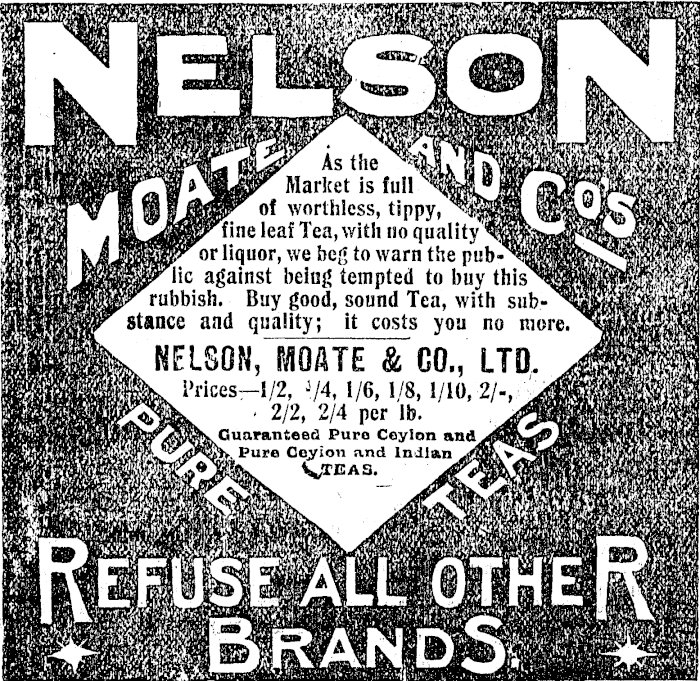 NELSON
MOATE AND CO'S
As the
Market is full
of worthless, tippy,
fine leaf Tea, with no quality
or liquor, we beg to warn the pub-
lic against being tempted to buy this
rubbish. Buy good, sound Tea, with sub-
stance and quality; it costs you no more.
NELSON, MOATE & CO., LTD.
Prices—1/2, 1/4, 1/6, 1/8, 1/10, 2/-,
2/2, 2/4 per lb.
Guaranteed Pure Ceylon and
Pure Ceylon and Indian
TEAS.
PURE TEAS
REFUSE ALL OTHER
BRANDS.